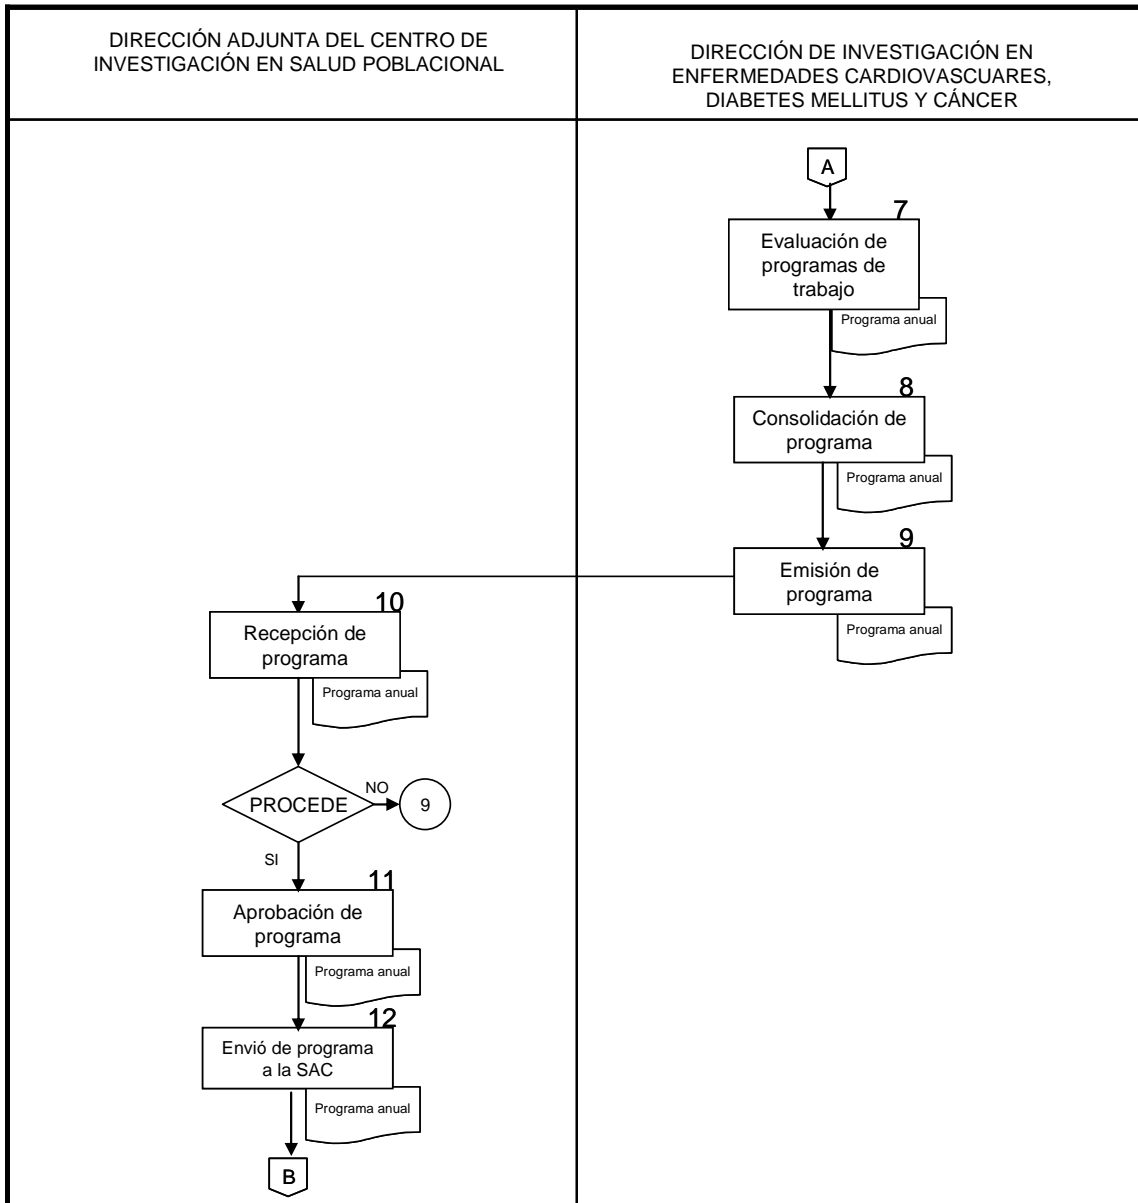 DIRECCIÓN ADJUNTA DEL CENTRO DE
INVESTIGACIÓN EN SALUD POBLACIONAL
DIRECCIÓN DE INVESTIGACIÓN EN
ENFERMEDADES CARDIOVASCUARES,
DIABETES MELLITUS Y CÁNCER
A
7
Evaluación de
programas de
trabajo
Programa anual
8
Consolidación de
programa
Programa anual
9
Emisión de
programa
Programa anual
10
Recepción de
programa
Programa anual
PROCEDE
NO
9
SI
11
Aprobación de
programa
Programa anual
12
Envió de programa
a la SAC
Programa anual
B